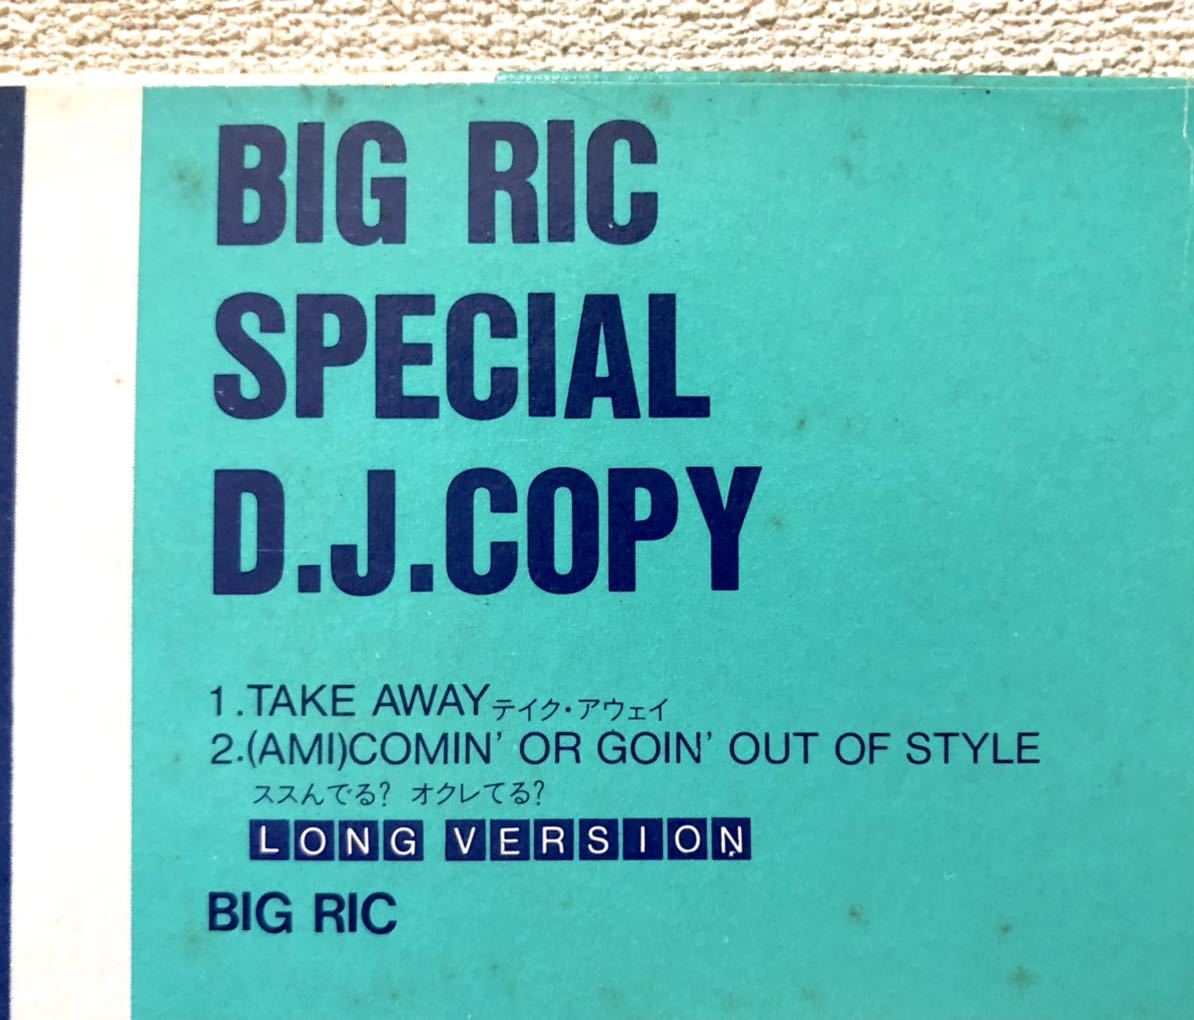 BIG RIC
SPECIAL
D.J.COPY
1.TAKE AWAYテイク・アウェイ
2.(AMI)COMIN' OR GOIN' OUT OF STYLE
ススんでる? オクレてる?
LONG VERSION
BIG RIC